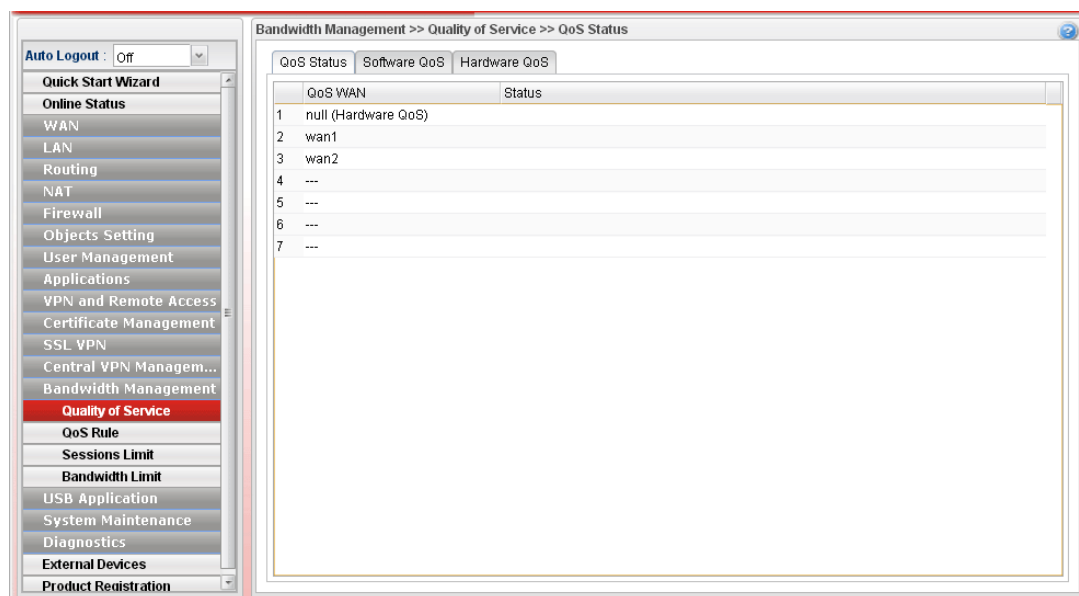 Bandwidth Management >> Quality of Service >> QoS Status
Auto Logout : Off
Quick Start Wizard
Online Status
WAN
LAN
Routing
NAT
Firewall
Objects Setting
User Management
Applications
VPN and Remote Access
Certificate Management
SSL VPN
Central VPN Managem...
Bandwidth Management
Quality of Service
QoS Rule
Sessions Limit
Bandwidth Limit
USB Application
System Maintenance
Diagnostics
External Devices
Product Registration
QoS Status Software QoS Hardware QoS
QoS WAN Status
1 null (Hardware QoS)
2 wan1
3 wan2
4 ---
5 ---
6 ---
7 ---